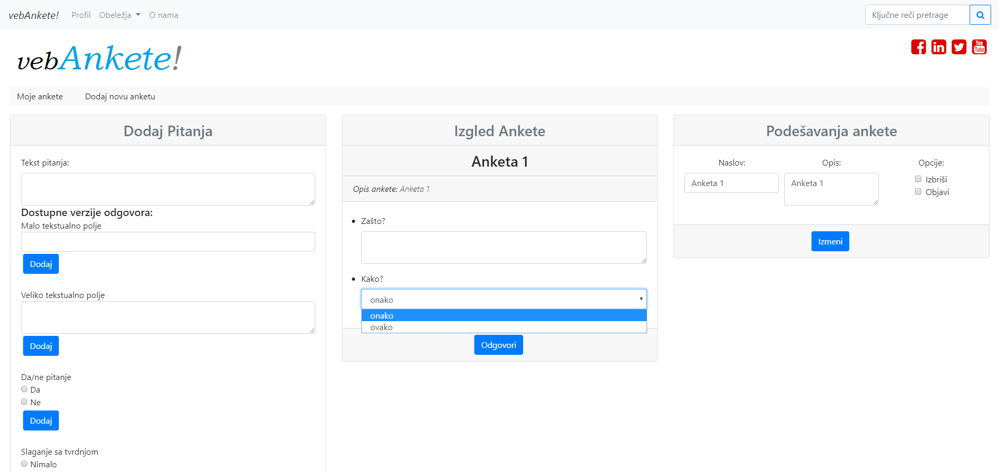 vebAnkete! Profil Obeležja O nama Ključne reči pretrage
vebAnkete!
You
Tube
Moje ankete Dodaj novu anketu
Dodaj Pitanja
Tekst pitanja:
Dostupne verzije odgovora:
Malo tekstualno polje
Dodaj
Veliko tekstualno polje
Dodaj
Da/ne pitanje
Da
Ne
Dodaj
Slaganje sa tvrdnjom
Nimalo
Izgled Ankete
Anketa 1
Opis ankete: Anketa 1
Zašto?
Kako?
onako
onako
ovako
Odgovori
Podešavanja ankete
Naslov: Opis: Opcije:
Anketa 1 Anketa 1 Izbriši
Objavi
Izmeni